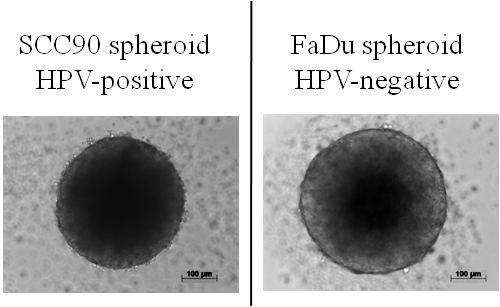 SCC90 spheroid
HPV-positive
FaDu spheroid
HPV-negative
100 µm
100 µm